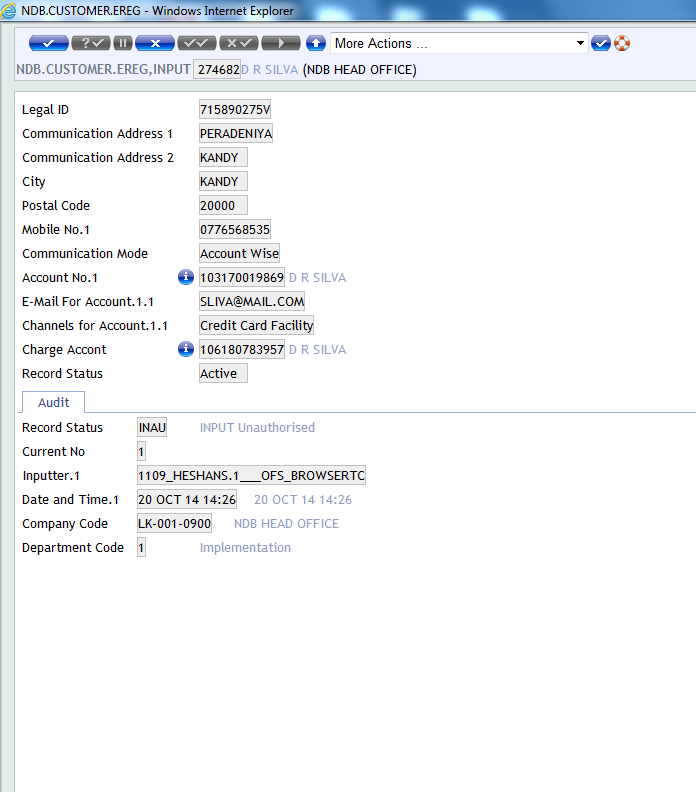 NDB.CUSTOMER.EREG - Windows Internet Explorer
More Actions ...
NDB.CUSTOMER.EREG,INPUT 274682 D R SILVA (NDB HEAD OFFICE)
Legal ID 715890275V
Communication Address 1 PERADENIYA
Communication Address 2 KANDY
City KANDY
Postal Code 20000
Mobile No.1 0776568535
Communication Mode Account Wise
Account No.1 103170019869 D R SILVA
E-Mail For Account.1.1 SLIVA@MAIL.COM
Channels for Account.1.1 Credit Card Facility
Charge Accont 106180783957 D R SILVA
Record Status Active
Audit
Record Status INAU INPUT Unauthorised
Current No 1
Inputter.1 1109_HESHANS.1___OFS_BROWSERTC
Date and Time.1 20 OCT 14 14:26 20 OCT 14 14:26
Company Code LK-001-0900 NDB HEAD OFFICE
Department Code 1 Implementation